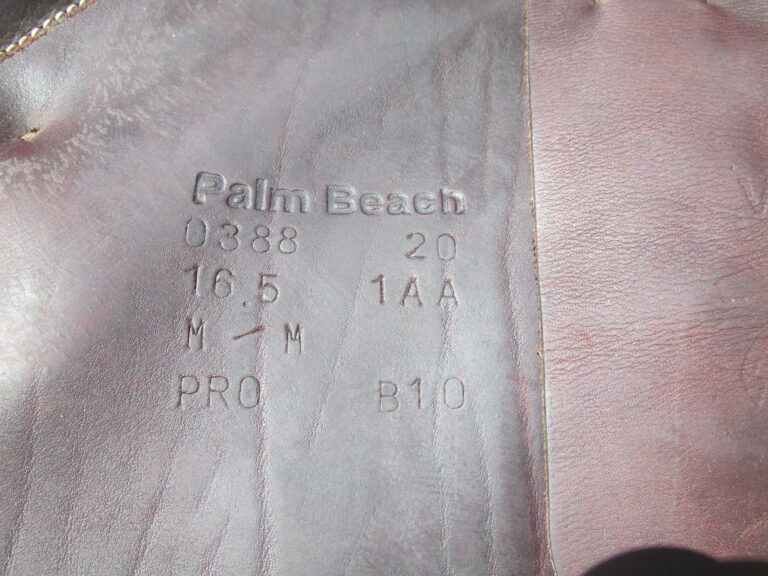 Palm Beach
0388 20
16.5 1AA
M - M
PRO B10